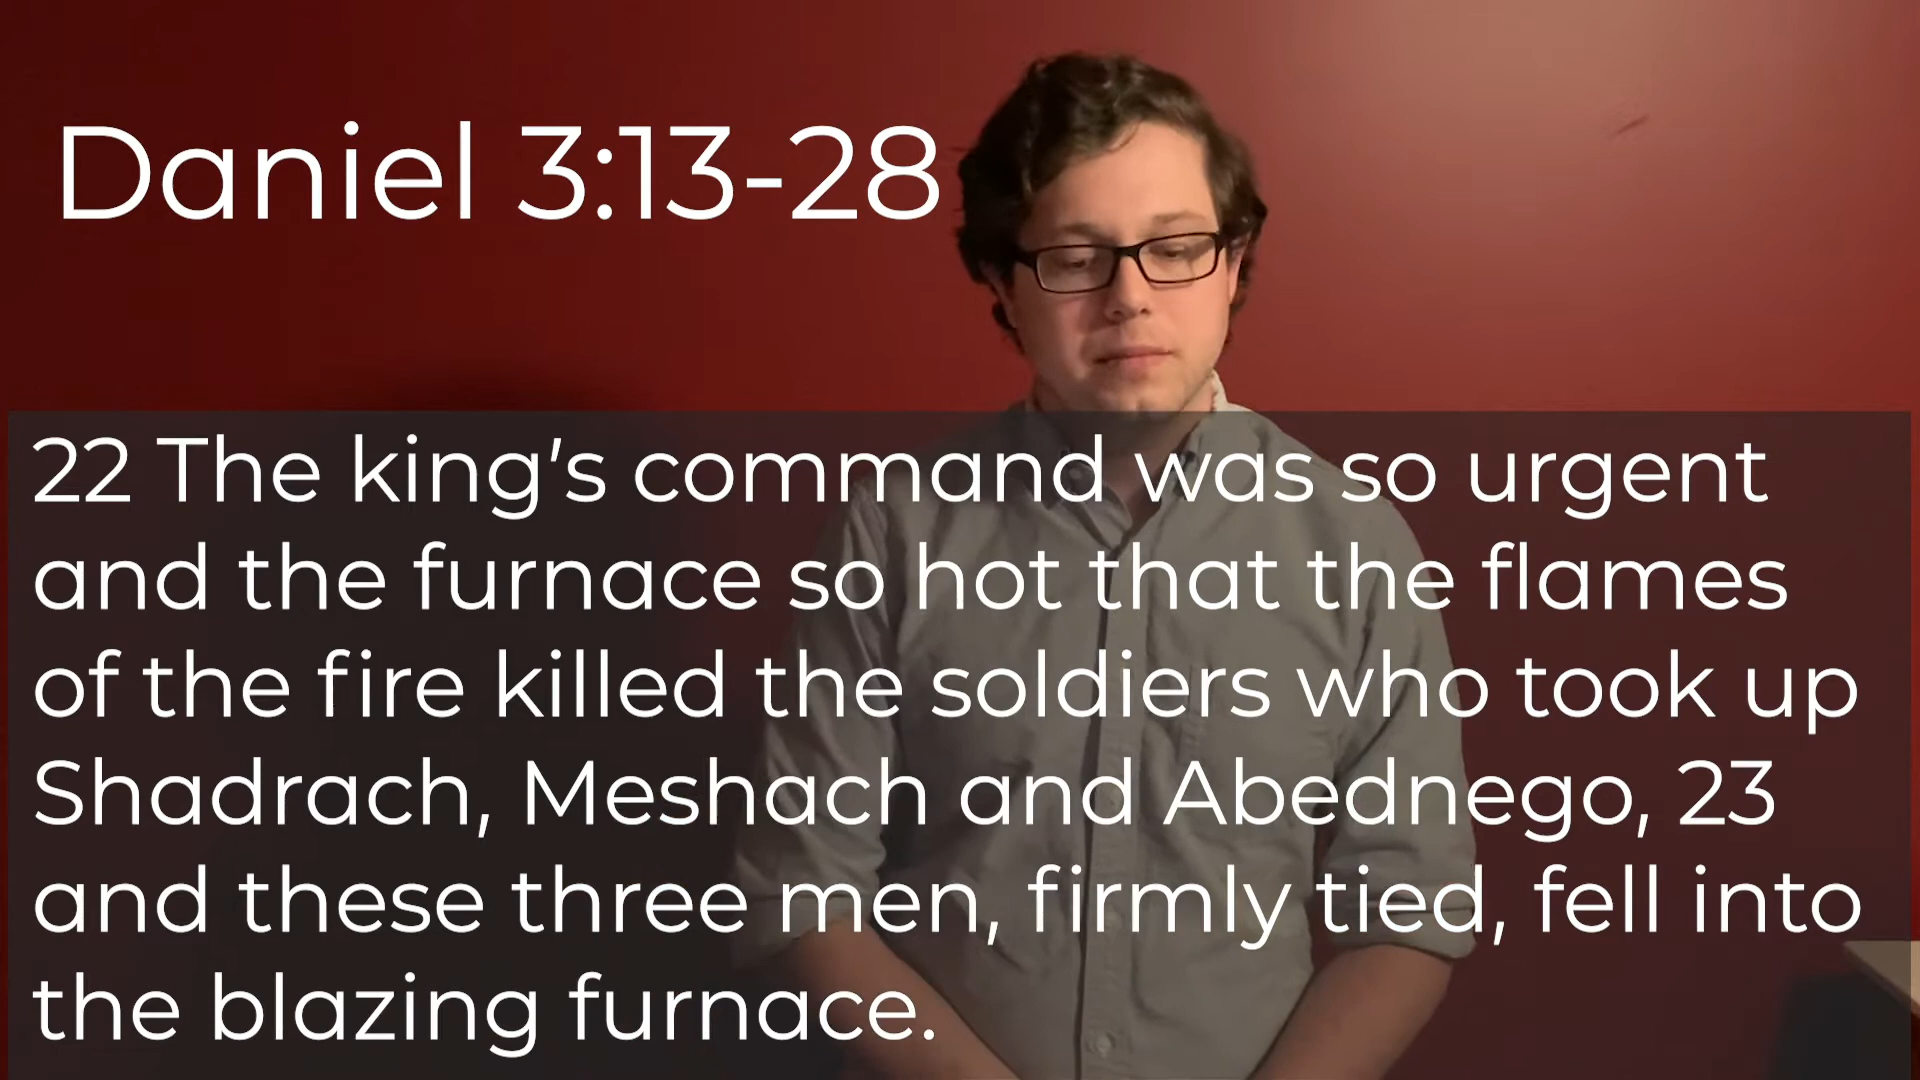 Daniel 3:13-28
22 The king's command was so urgent
and the furnace so hot that the flames
of the fire killed the soldiers who took up
Shadrach, Meshach and Abednego, 23
and these three men, firmly tied, fell into
the blazing furnace.